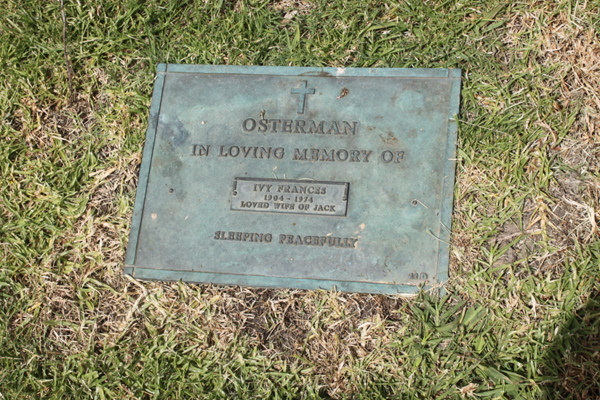 OSTERMAN
IN LOVING MEMORY OF
IVY FRANCES
1904 - 1974
LOVED WIFE OF JACK
SLEEPING PEACEFULLY